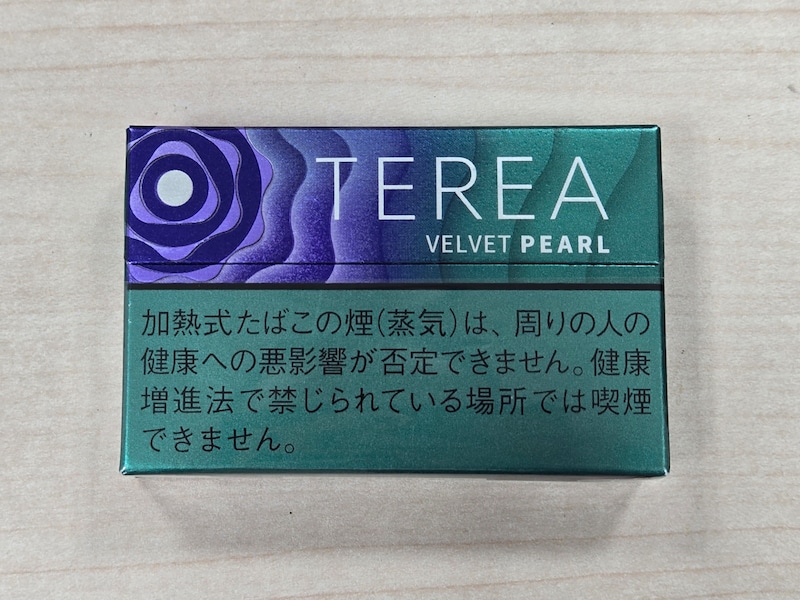 TEREA
VELVET PEARL
加熱式たばこの煙(蒸気)は、周りの人の
健康への悪影響が否定できません。健康
増進法で禁じられている場所では喫煙
できません。